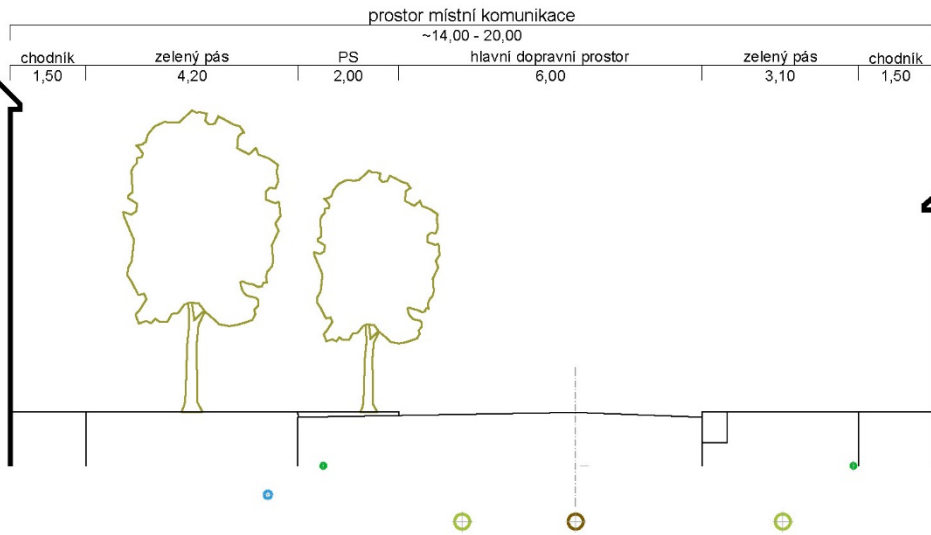 prostor místní komunikace
~14,00 - 20,00
chodník zelený pás PS hlavní dopravní prostor zelený pás chodník
1,50 4,20 2,00 6,00 3,10 1,50